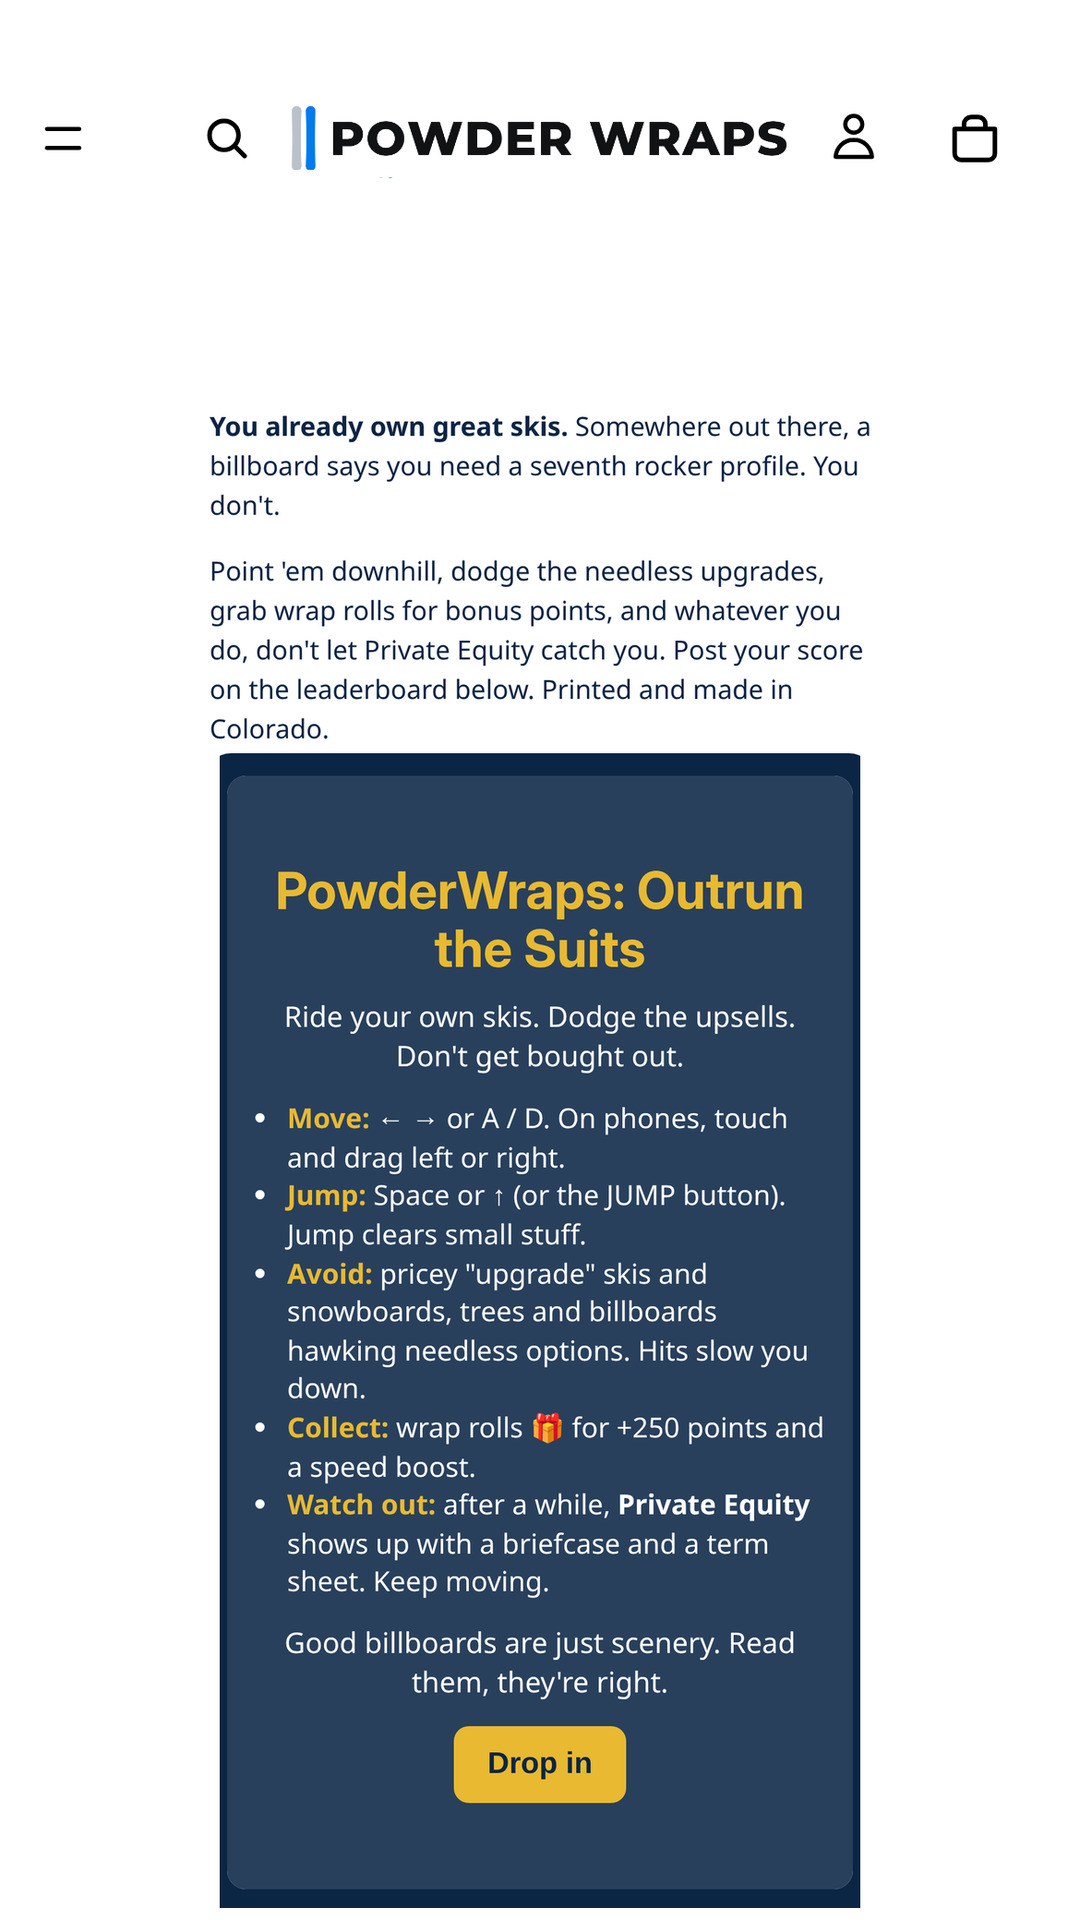 POWDER WRAPS
You already own great skis. Somewhere out there, a
billboard says you need a seventh rocker profile. You
don't.
Point 'em downhill, dodge the needless upgrades,
grab wrap rolls for bonus points, and whatever you
do, don't let Private Equity catch you. Post your score
on the leaderboard below. Printed and made in
Colorado.
PowderWraps: Outrun
the Suits
Ride your own skis. Dodge the upsells.
Don't get bought out.
• Move: ← → or A / D. On phones, touch
and drag left or right.
• Jump: Space or ↑ (or the JUMP button).
Jump clears small stuff.
• Avoid: pricey "upgrade" skis and
snowboards, trees and billboards
hawking needless options. Hits slow you
down.
• Collect: wrap rolls 🎁 for +250 points and
a speed boost.
• Watch out: after a while, Private Equity
shows up with a briefcase and a term
sheet. Keep moving.
Good billboards are just scenery. Read
them, they're right.
Drop in